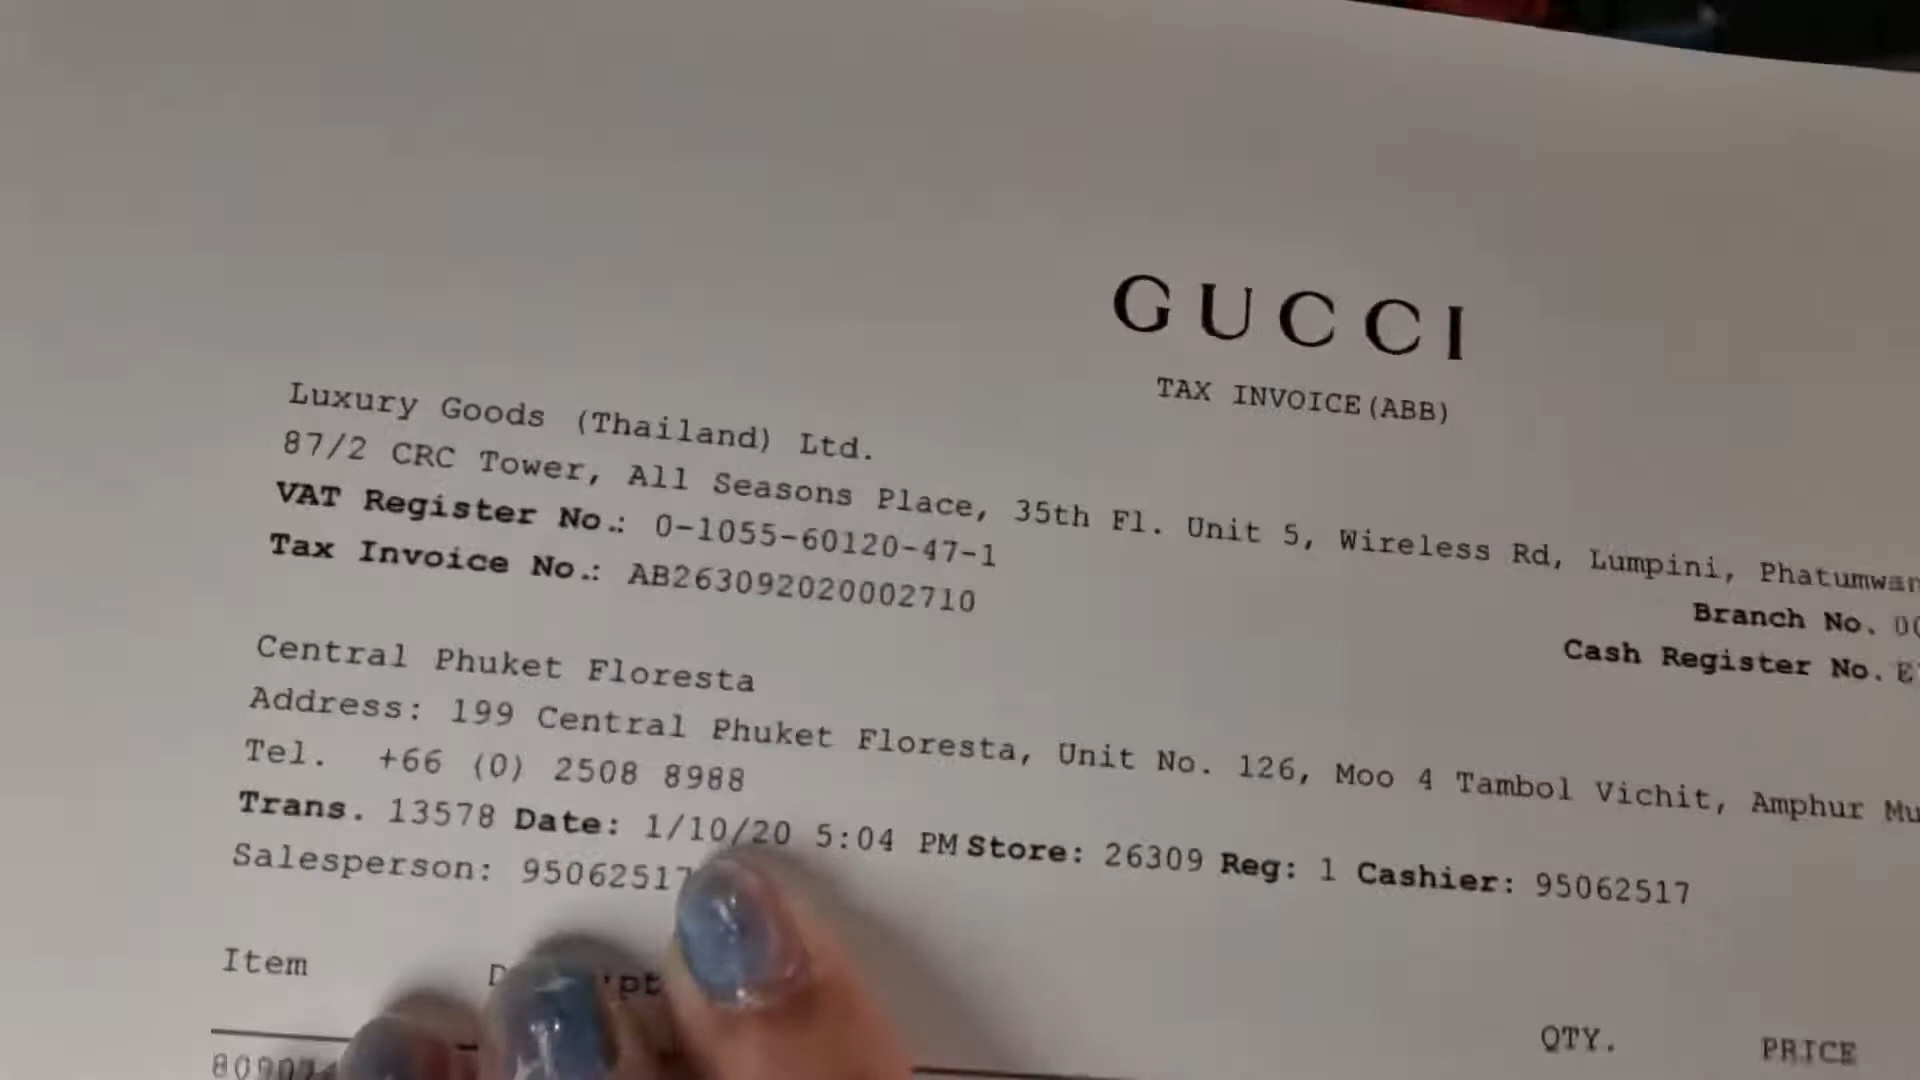 GUCCI
TAX INVOICE(ABB)
Luxury Goods (Thailand) Ltd.
87/2 CRC Tower, All Seasons Place, 35th Fl. Unit 5, Wireless Rd, Lumpini, Phatumwan
VAT Register No.: 0-1055-60120-47-1
Branch No.
Tax Invoice No.: AB263092020002710
Cash Register No.
Central Phuket Floresta
Address: 199 Central Phuket Floresta, Unit No. 126, Moo 4 Tambol Vichit, Amphur
Tel. +66 (0) 2508 8988
Trans. 13578 Date: 1/10/20 5:04 PM Store: 26309 Reg: 1 Cashier: 95062517
Salesperson: 95062517
Item
QTY. PRICE